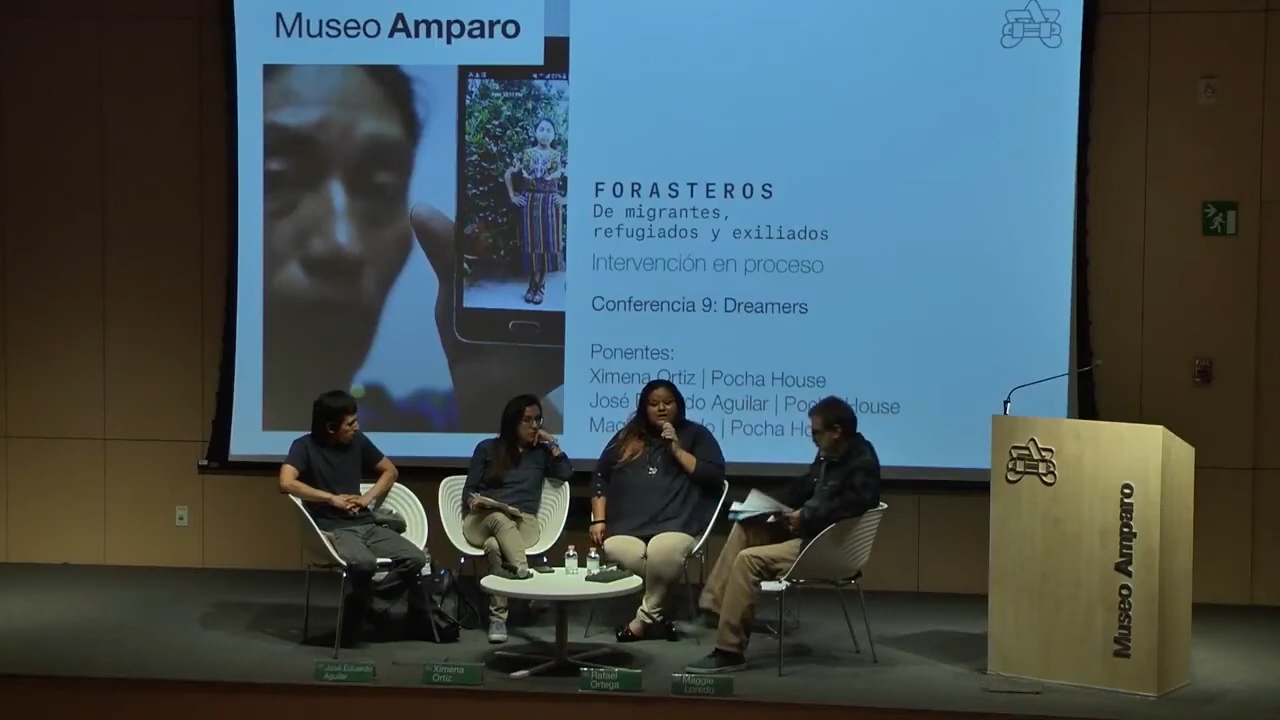 Museo Amparo
FORASTEROS
De migrantes,
refugiados y exiliados
Intervención en proceso
Conferencia 9: Dreamers
Ponentes:
Ximena Ortiz | Pocha House
José Aguilar | Pocha House
| Pocha
Museo Amparo
José Eduardo
Aguilar
Ximena
Ortiz
Rafael
Ortega
Maggie
Loredo